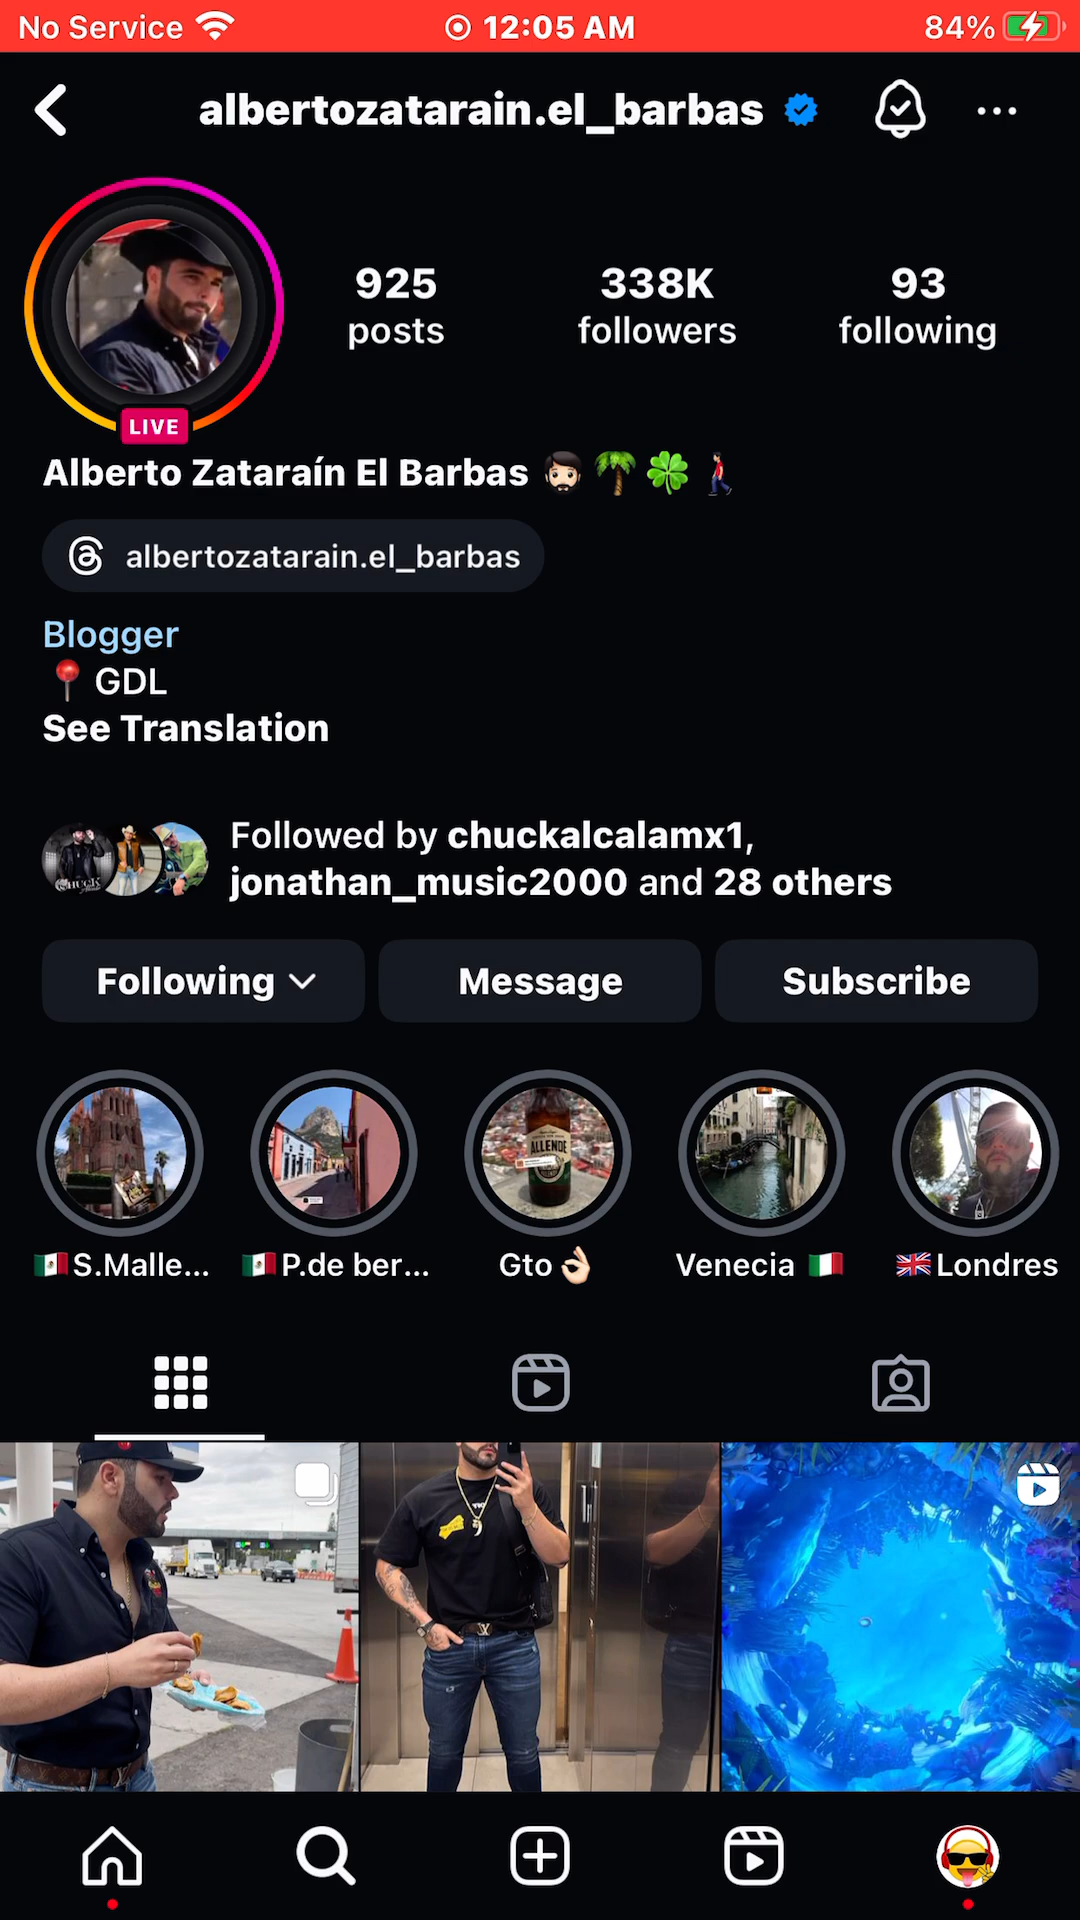 No Service 12:05 AM 84%
albertozatarain.el_barbas
925 338K 93
posts followers following
LIVE
Alberto Zataraín El Barbas 🧔🏻🌴🍀🚶🏻
albertozatarain.el_barbas
Blogger
📍 GDL
See Translation
Followed by chuckalcalamx1,
jonathan_music2000 and 28 others
Following Message Subscribe
ALLENDE
🇲🇽S.Malle... 🇲🇽P.de ber... Gto👌🏻 Venecia 🇮🇹 🇬🇧Londres